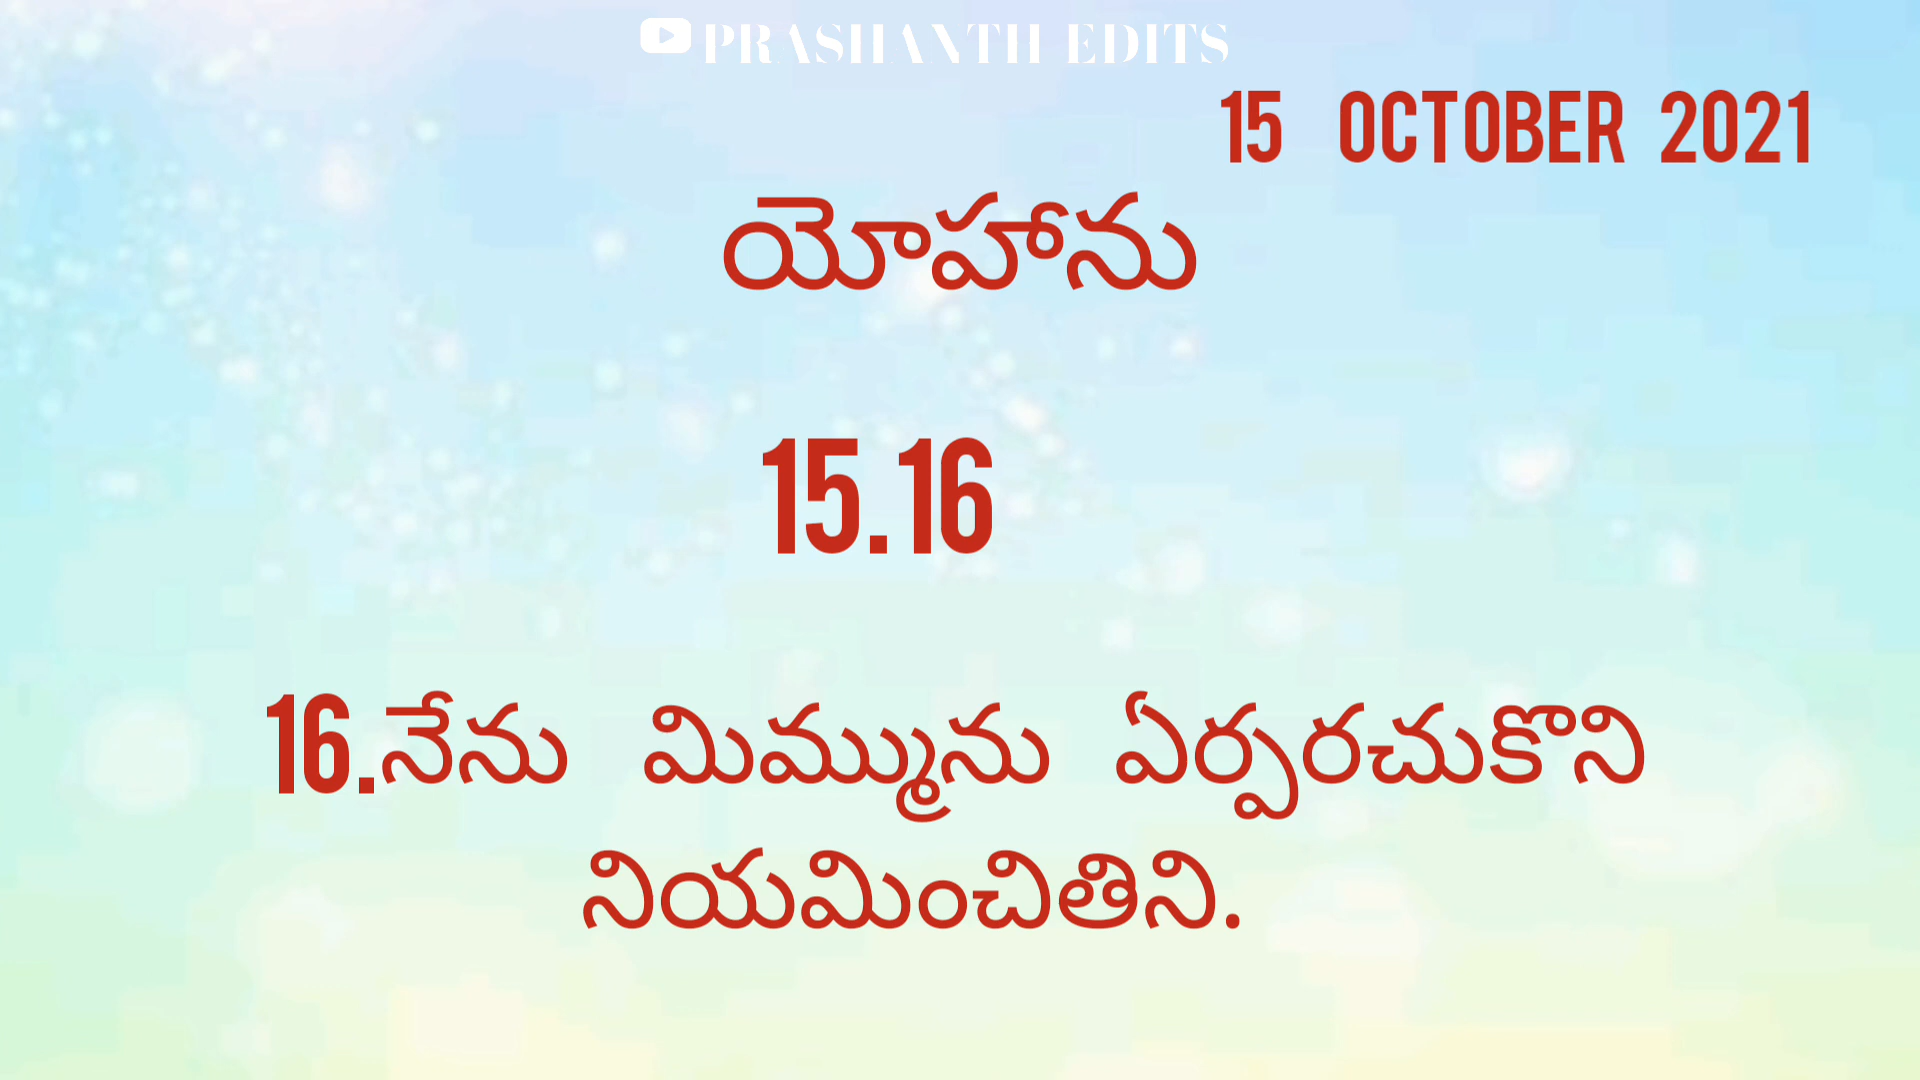 PRASHANTH EDITS
15 OCTOBER 2021
యోహాను
15.16
16.నేను మిమ్మును ఏర్పరచుకొని
నియమించితిని.